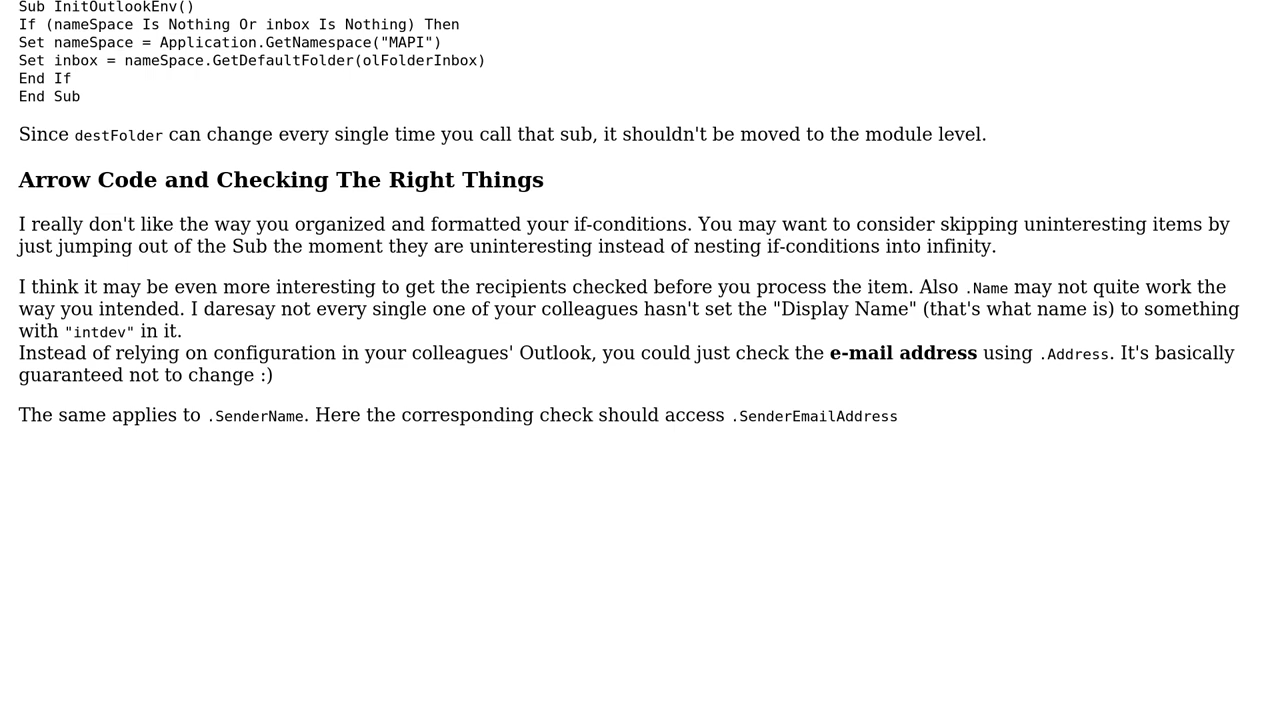 Sub InitOutlookEnv()
If (nameSpace Is Nothing Or inbox Is Nothing) Then
Set nameSpace = Application.GetNamespace("MAPI")
Set inbox = nameSpace.GetDefaultFolder(olFolderInbox)
End If
End Sub
Since destFolder can change every single time you call that sub, it shouldn't be moved to the module level.
Arrow Code and Checking The Right Things
I really don't like the way you organized and formatted your if-conditions. You may want to consider skipping uninteresting items by
just jumping out of the Sub the moment they are uninteresting instead of nesting if-conditions into infinity.
I think it may be even more interesting to get the recipients checked before you process the item. Also .Name may not quite work the
way you intended. I daresay not every single one of your colleagues hasn't set the "Display Name" (that's what name is) to something
with "intdev" in it.
Instead of relying on configuration in your colleagues' Outlook, you could just check the e-mail address using .Address. It's basically
guaranteed not to change :)
The same applies to .SenderName. Here the corresponding check should access .SenderEmailAddress